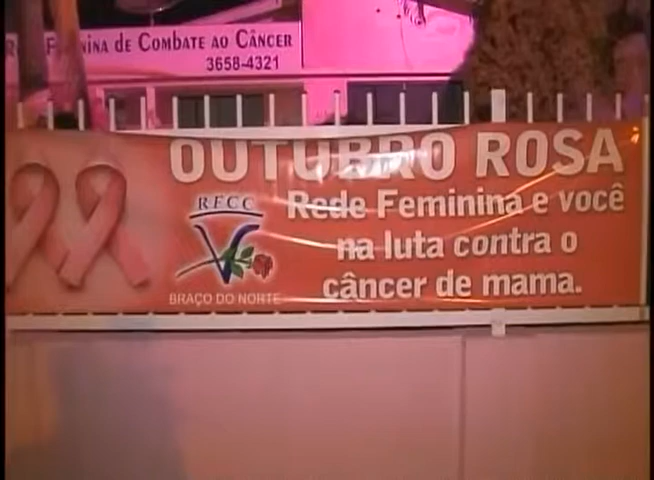 Feminina de Combate ao Câncer
3658-4321
OUTUBRO ROSA
RFCC
BRAÇO DO NORTE
Rede Feminina e você
na luta contra o
câncer de mama.